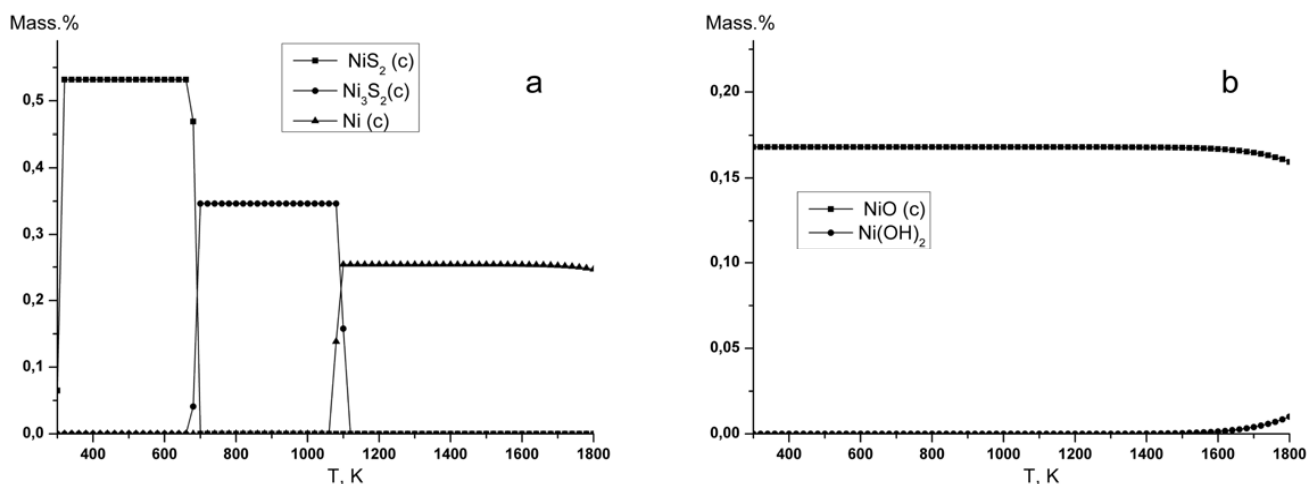 Mass.%
NiS₂ (c)
Ni₃S₂(c)
Ni (c)
a
0,5
0,4
0,3
0,2
0,1
0,0
400 600 800 1000 1200 1400 1600 1800
T, K
Mass.%
b
0,20
0,15
0,10
0,05
0,00
NiO (c)
Ni(OH)₂
400 600 800 1000 1200 1400 1600 1800
T, K